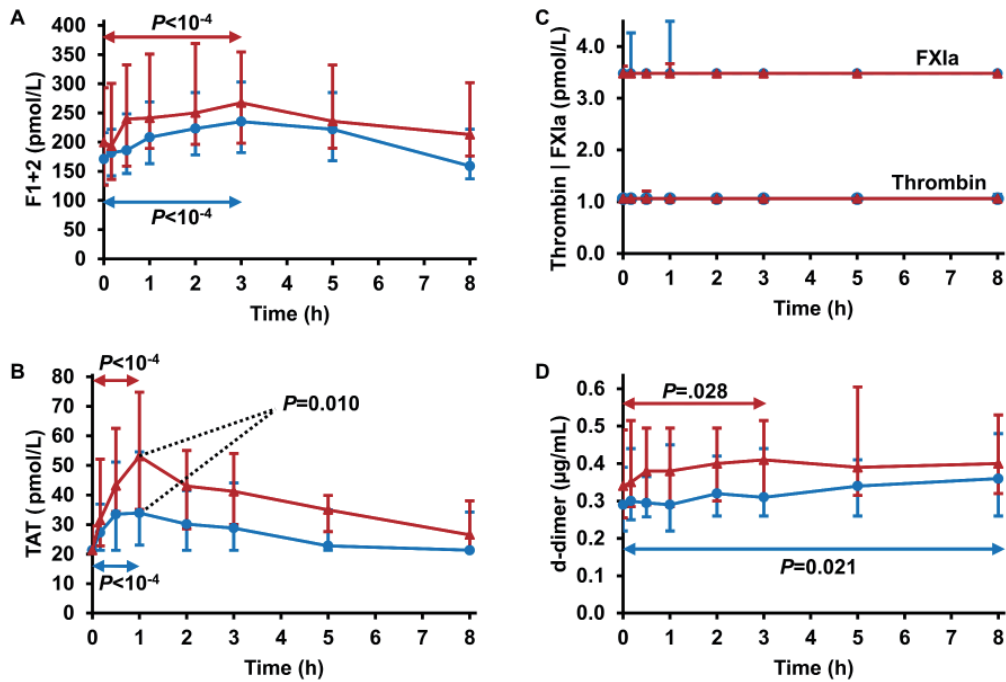 A
P<10⁻⁴
400
350
300
250
200
150
100
50
0
F1+2 (pmol/L)
P<10⁻⁴
0 1 2 3 4 5 6 7 8
Time (h)
B
P<10⁻⁴
80
70
60
50
40
30
20
10
0
TAT (pmol/L)
P=0.010
P<10⁻⁴
0 1 2 3 4 5 6 7 8
Time (h)
C
4.0
3.0
2.0
1.0
0.0
Thrombin | FXIa (pmol/L)
FXIa
Thrombin
0 1 2 3 4 5 6 7 8
Time (h)
D
0.6
0.5
0.4
0.3
0.2
0.1
0.0
d-dimer (µg/mL)
P=.028
P=0.021
0 1 2 3 4 5 6 7 8
Time (h)